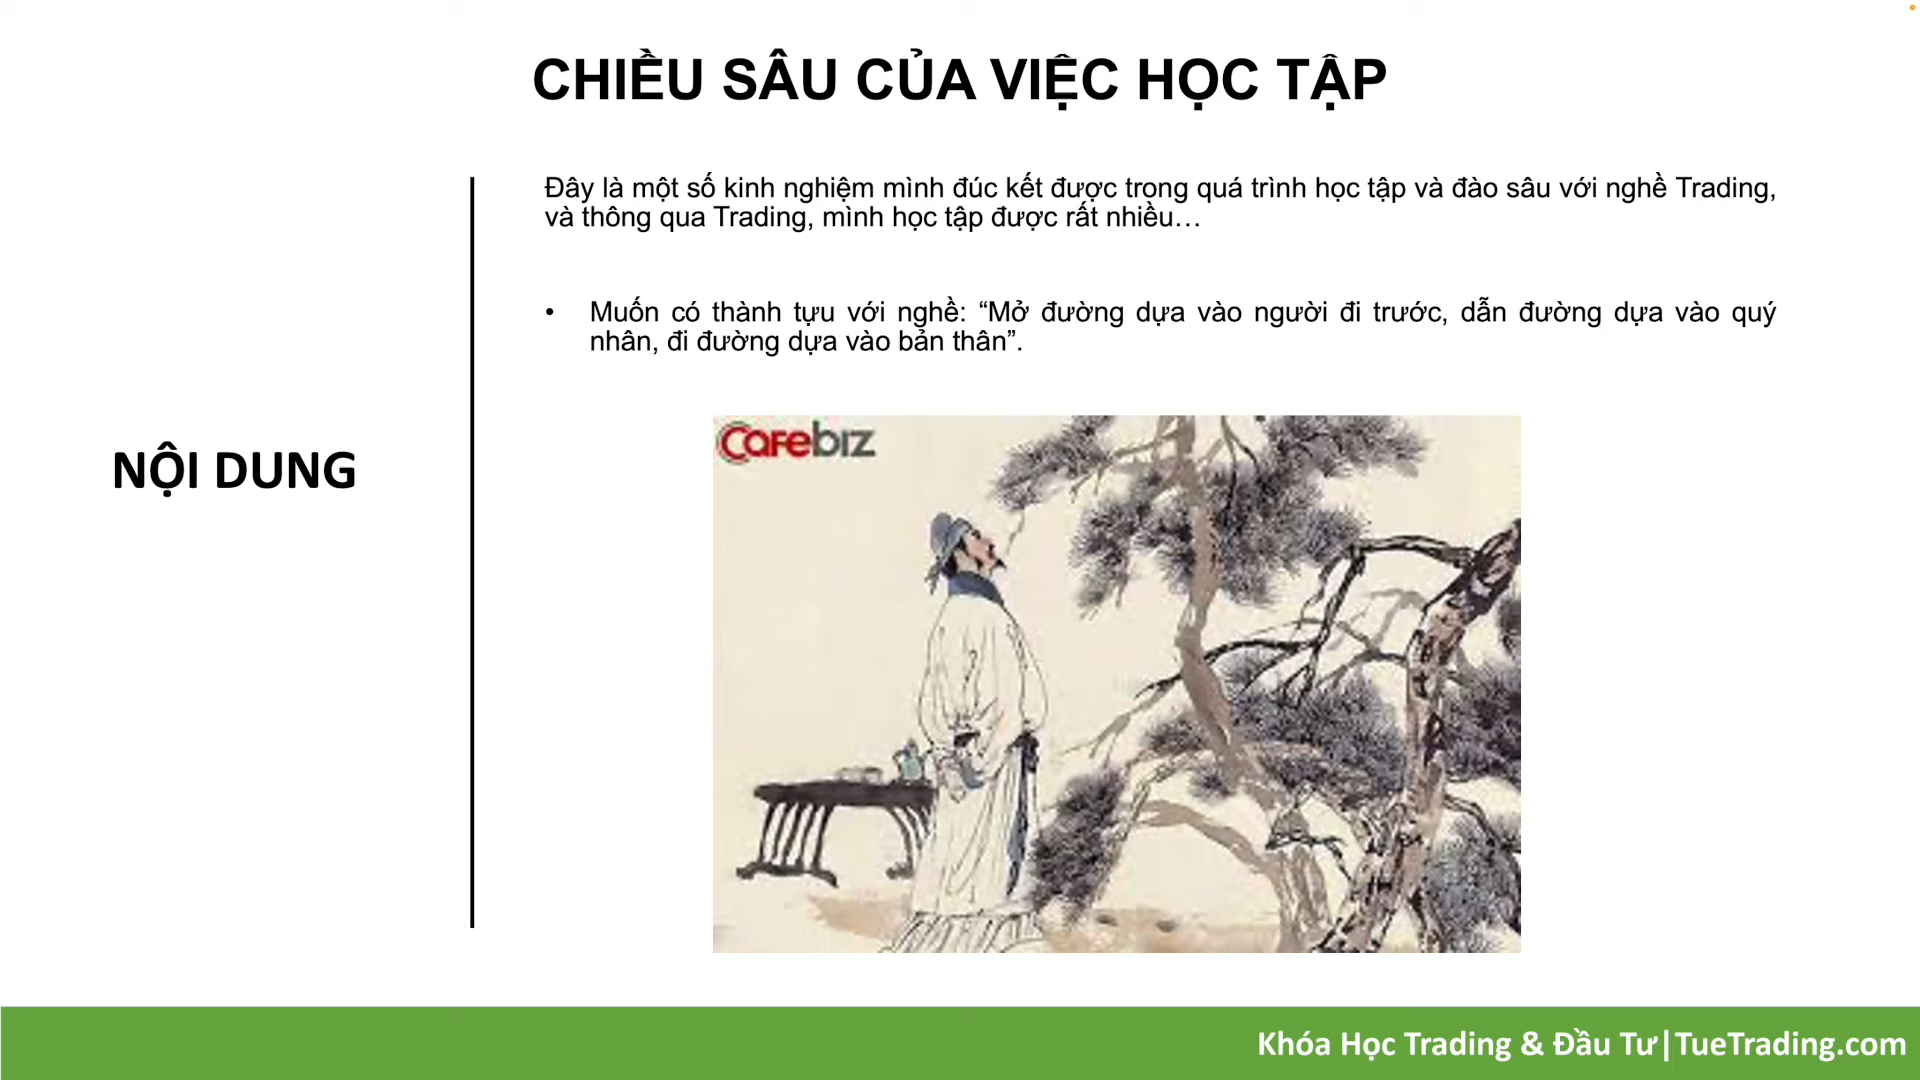 CHIỀU SÂU CỦA VIỆC HỌC TẬP
Đây là một số kinh nghiệm mình đúc kết được trong quá trình học tập và đào sâu với nghề Trading,
và thông qua Trading, mình học tập được rất nhiều…
• Muốn có thành tựu với nghề: “Mở đường dựa vào người đi trước, dẫn đường dựa vào quý
nhân, đi đường dựa vào bản thân”.
NỘI DUNG
Cafebiz
Khóa Học Trading & Đầu Tư|TueTrading.com